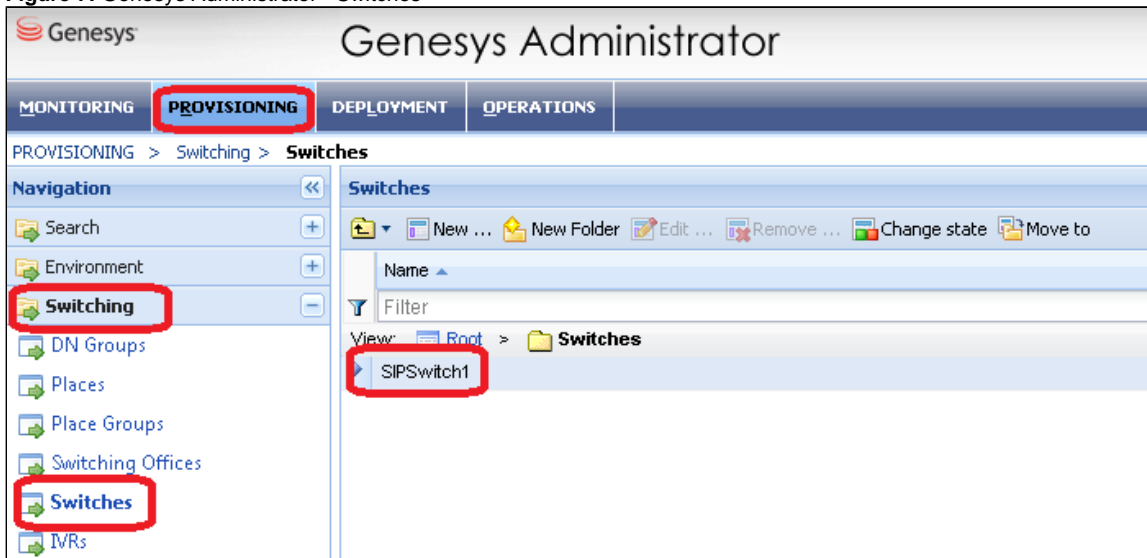 Genesys
Genesys Administrator
MONITORING PROVISIONING DEPLOYMENT OPERATIONS
PROVISIONING > Switching > Switches
Navigation
Switches
Search
New ... New Folder Edit ... Remove ... Change state Move to
Environment
Name
Switching
Filter
DN Groups
View: Root > Switches
Places
SIPSwitch1
Place Groups
Switching Offices
Switches
IVRs